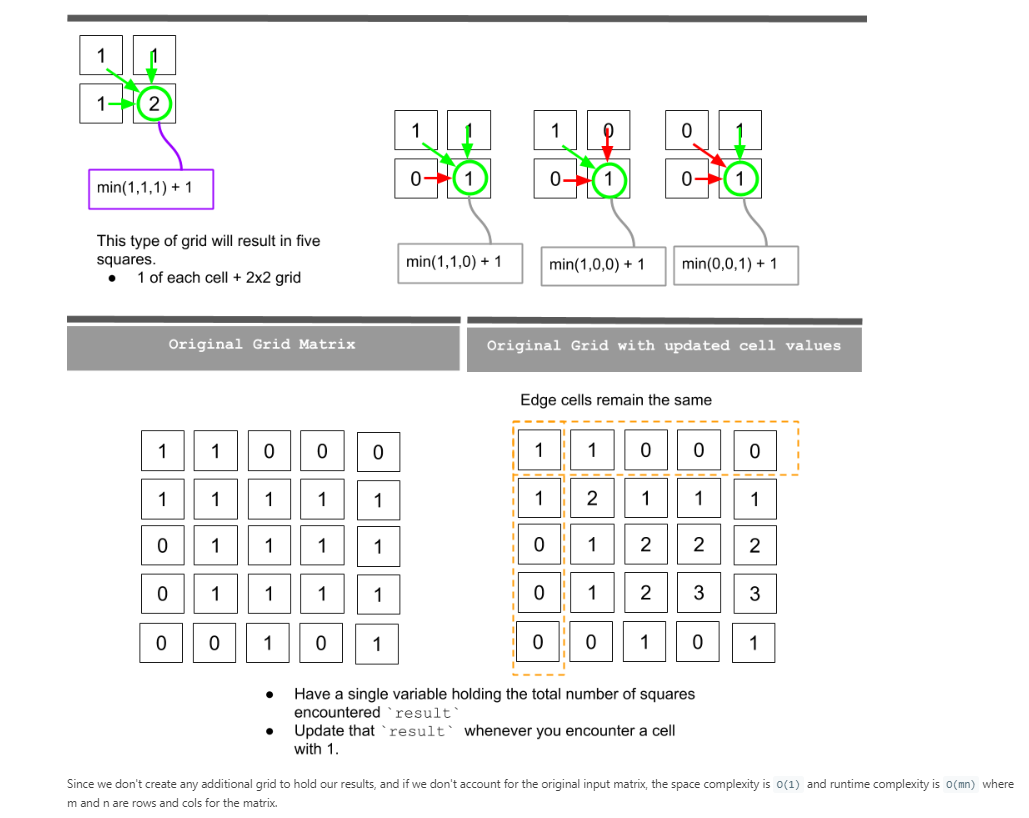 1 1
1 2
min(1,1,1) + 1
This type of grid will result in five
squares.
● 1 of each cell + 2x2 grid
1 1
0 1
min(1,1,0) + 1
1 0
0 1
min(1,0,0) + 1
0 1
0 1
min(0,0,1) + 1
Original Grid Matrix
1 1 0 0 0
1 1 1 1 1
0 1 1 1 1
0 1 1 1 1
0 0 1 0 1
Original Grid with updated cell values
Edge cells remain the same
1 1 0 0 0
1 2 1 1 1
0 1 2 2 2
0 1 2 3 3
0 0 1 0 1
● Have a single variable holding the total number of squares
encountered `result`
● Update that `result` whenever you encounter a cell
with 1.
Since we don't create any additional grid to hold our results, and if we don't account for the original input matrix, the space complexity is O(1) and runtime complexity is O(mn) where
m and n are rows and cols for the matrix.